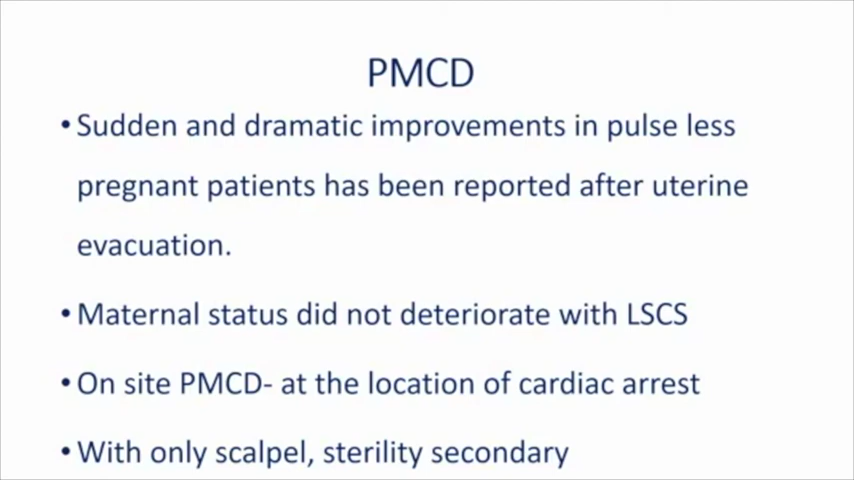 PMCD
• Sudden and dramatic improvements in pulse less
pregnant patients has been reported after uterine
evacuation.
• Maternal status did not deteriorate with LSCS
• On site PMCD- at the location of cardiac arrest
• With only scalpel, sterility secondary